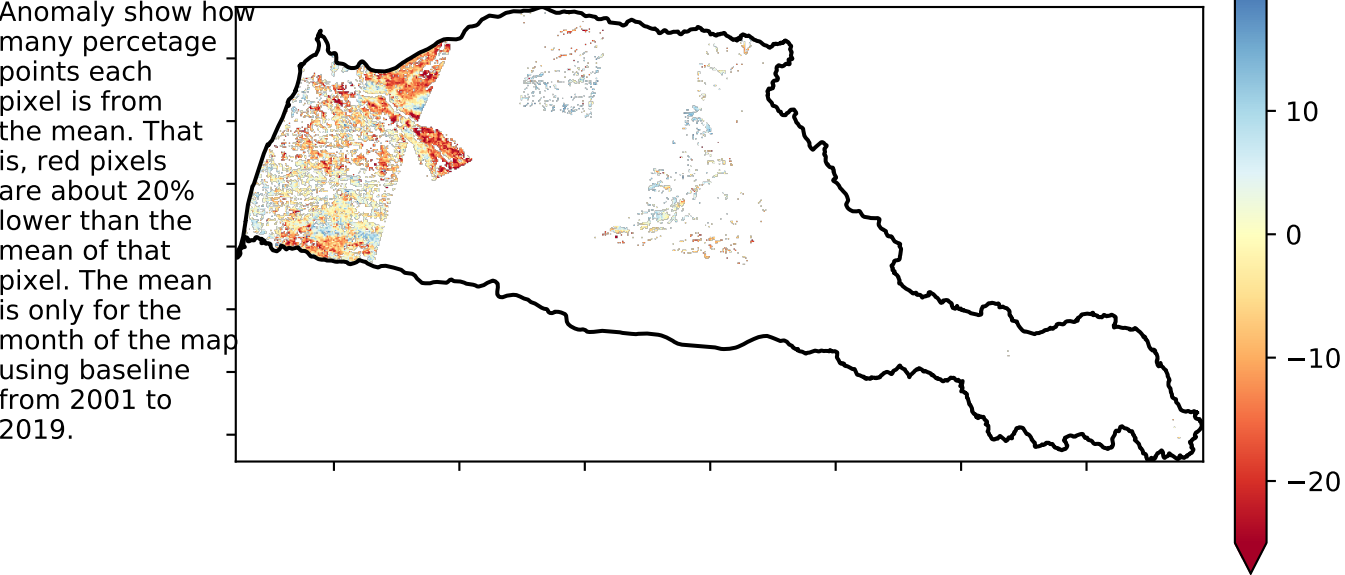 Anomaly show how
many percetage
points each
pixel is from
the mean. That
is, red pixels
are about 20%
lower than the
mean of that
pixel. The mean
is only for the
month of the map
using baseline
from 2001 to
2019.
10
0
−10
−20